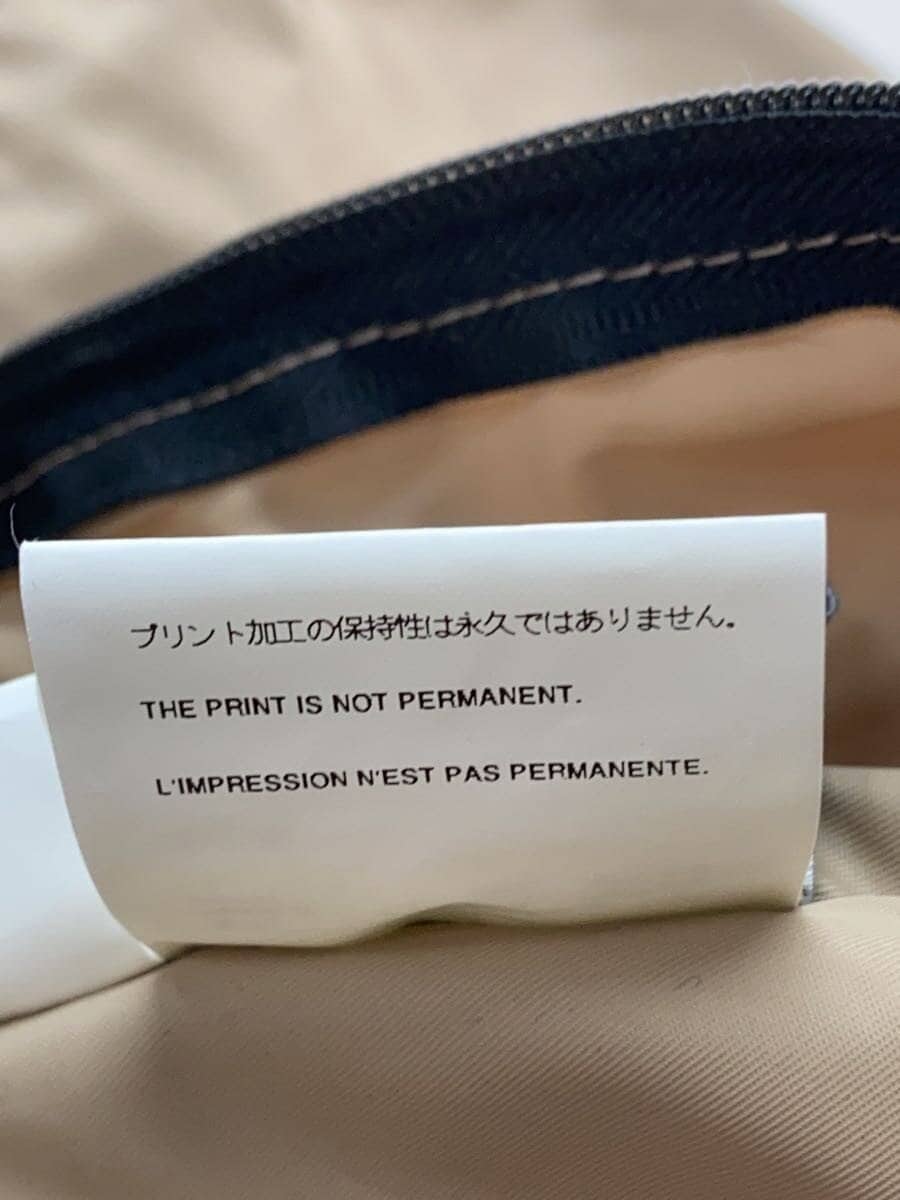 プリント加工の保持性は永久ではありません。
THE PRINT IS NOT PERMANENT.
L'IMPRESSION N'EST PAS PERMANENTE.